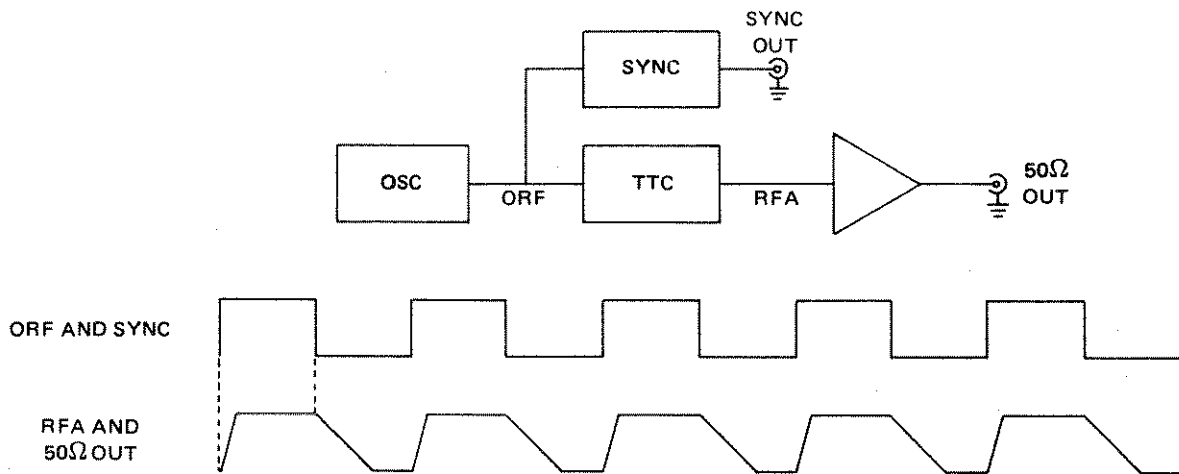 SYNC
OUT
SYNC
OSC
ORF
TTC
RFA
50Ω
OUT
ORF AND SYNC
RFA AND
50Ω OUT